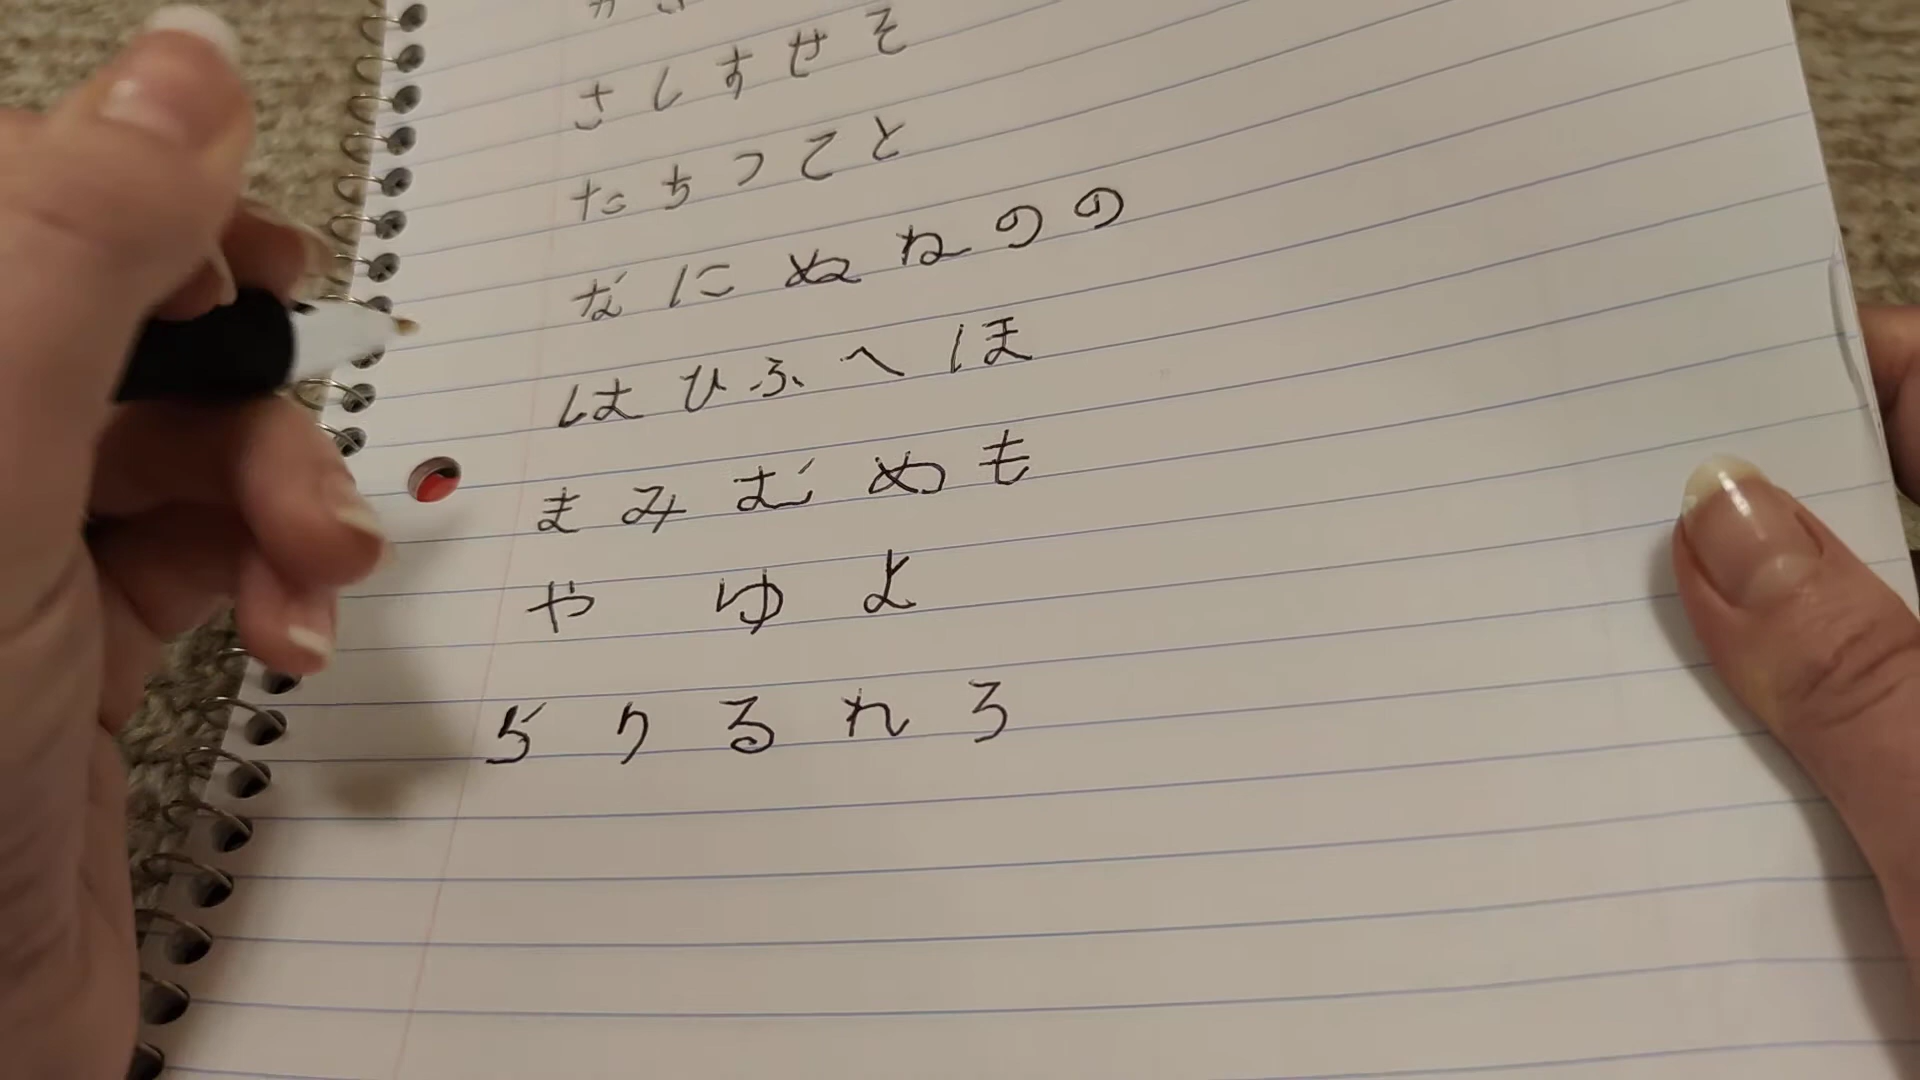 さ し す せ そ
た ち つ て と
な に ぬ ね の の
は ひ ふ へ ほ
ま み む め も
や ゆ よ
ら り る れ ろ